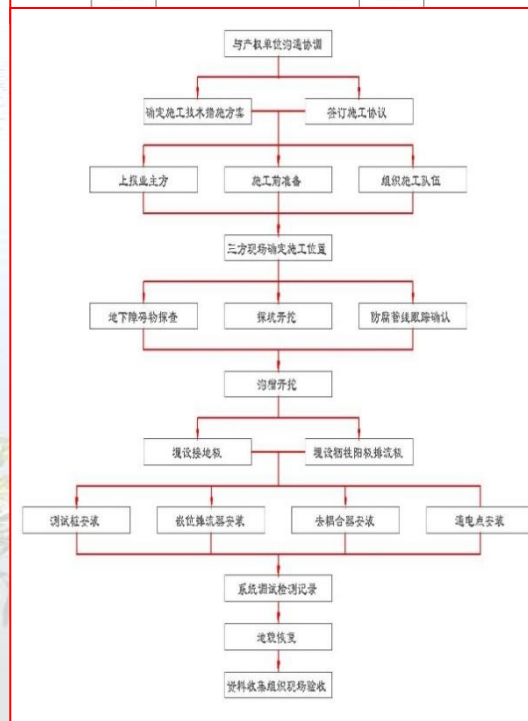 与产权单位沟通协调
确定施工技术措施方案
签订施工协议
上报业主方
施工前准备
组织施工队伍
三方现场确定施工位置
地下障碍物探查
探坑开挖
防腐管线跟踪确认
沟槽开挖
埋设接地极
埋设牺牲阳极排流极
测试桩安装
嵌位排流器安装
去耦合器安装
通电点安装
系统调试检测记录
地貌恢复
资料收集组织现场验收